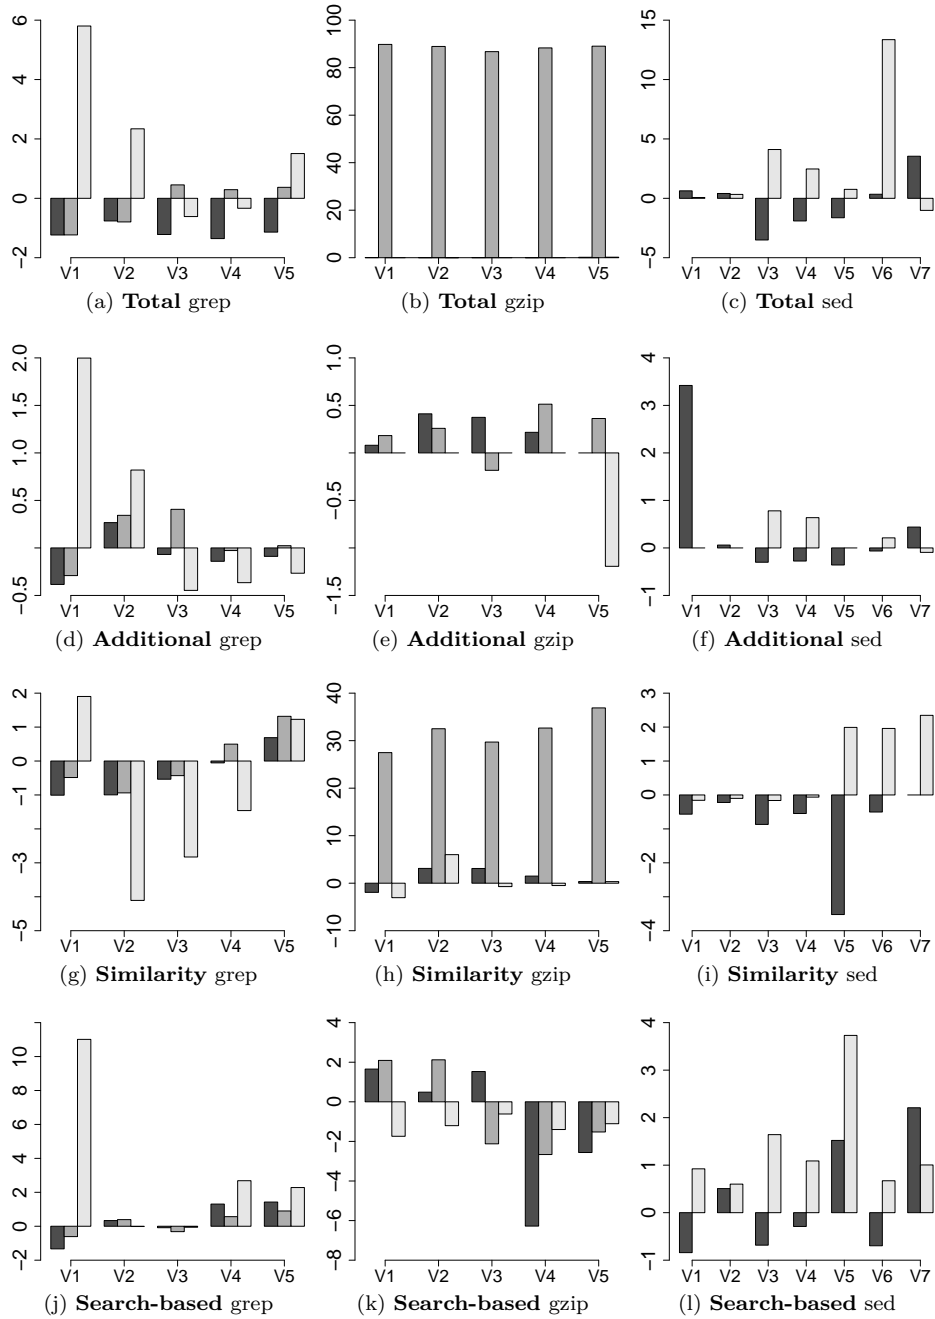 6
4
2
0
−2
V1 V2 V3 V4 V5
(a) Total grep
100
80
60
40
20
0
V1 V2 V3 V4 V5
(b) Total gzip
15
10
5
0
−5
V1 V2 V3 V4 V5 V6 V7
(c) Total sed
2.0
1.5
1.0
0.5
−0.5
V1 V2 V3 V4 V5
(d) Additional grep
1.0
0.5
−0.5
−1.5
V1 V2 V3 V4 V5
(e) Additional gzip
4
3
2
1
0
−1
V1 V2 V3 V4 V5 V6 V7
(f) Additional sed
2
1
−1
−3
−5
V1 V2 V3 V4 V5
(g) Similarity grep
40
30
20
10
0
−10
V1 V2 V3 V4 V5
(h) Similarity gzip
3
2
1
0
−2
−4
V1 V2 V3 V4 V5 V6 V7
(i) Similarity sed
10
8
6
4
2
0
−2
V1 V2 V3 V4 V5
(j) Search-based grep
4
2
0
−2
−4
−6
−8
V1 V2 V3 V4 V5
(k) Search-based gzip
4
3
2
1
0
−1
V1 V2 V3 V4 V5 V6 V7
(l) Search-based sed